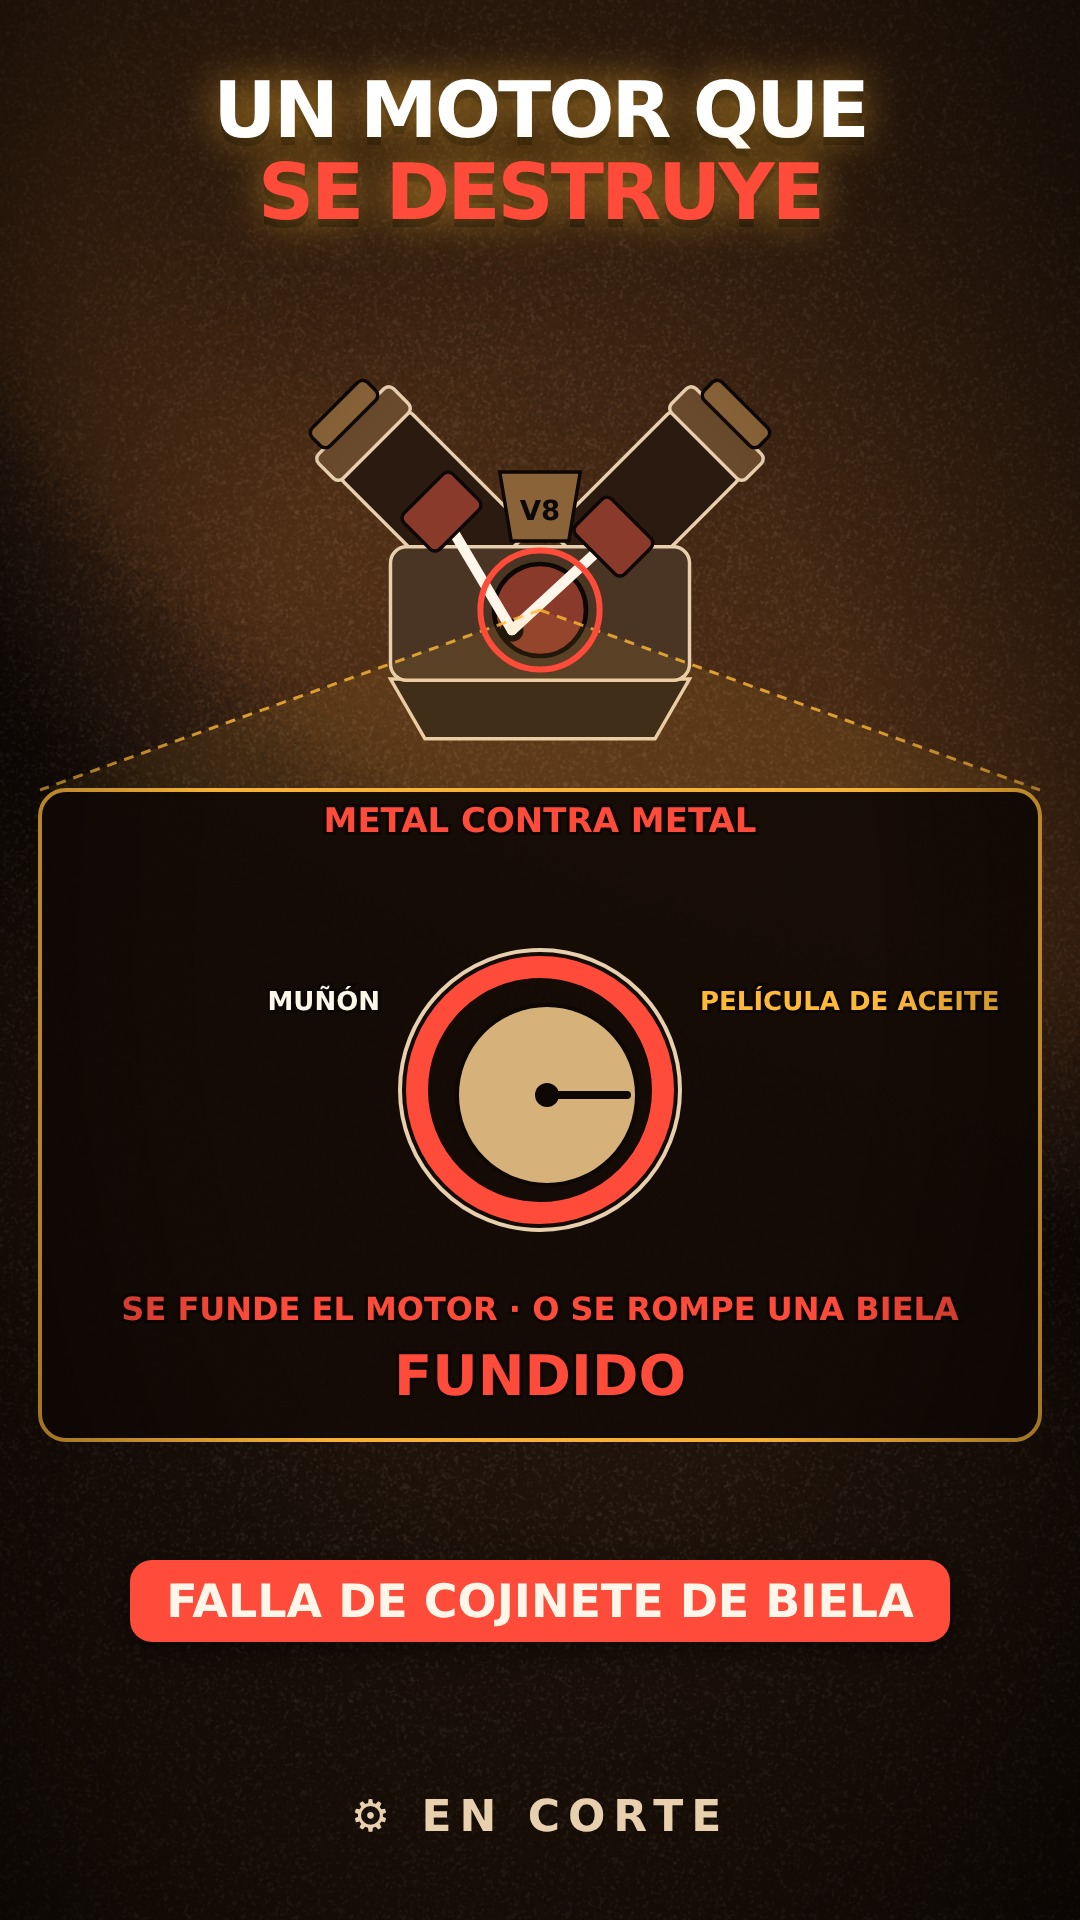 UN MOTOR QUE
SE DESTRUYE
V8
METAL CONTRA METAL
MUÑÓN
PELÍCULA DE ACEITE
SE FUNDE EL MOTOR · O SE ROMPE UNA BIELA
FUNDIDO
FALLA DE COJINETE DE BIELA
⚙ EN CORTE